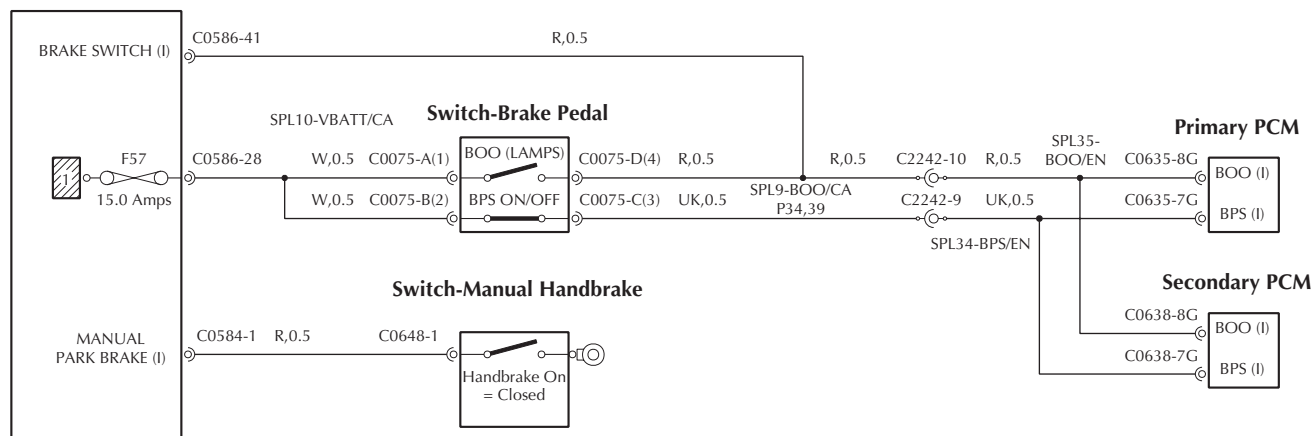 BRAKE SWITCH (I)
C0586-41
R,0.5
SPL10-VBATT/CA
Switch-Brake Pedal
SPL35-
BOO/EN
Primary PCM
1
F57
15.0 Amps
C0586-28
W,0.5
C0075-A(1)
BOO (LAMPS)
C0075-D(4)
R,0.5
R,0.5
C2242-10
R,0.5
C0635-8G
BOO (I)
W,0.5
C0075-B(2)
BPS ON/OFF
C0075-C(3)
UK,0.5
SPL9-BOO/CA
P34,39
C2242-9
UK,0.5
C0635-7G
BPS (I)
SPL34-BPS/EN
Switch-Manual Handbrake
Secondary PCM
MANUAL
PARK BRAKE (I)
C0584-1
R,0.5
C0648-1
Handbrake On
= Closed
C0638-8G
BOO (I)
C0638-7G
BPS (I)